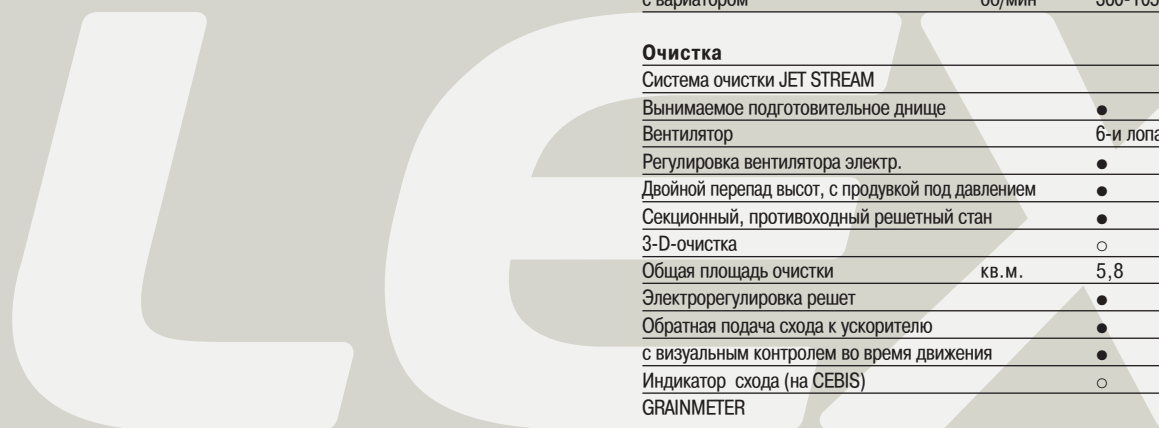 LEX
с вариатором об/мин
Очистка
Система очистки JET STREAM
Вынимаемое подготовительное днище ●
Вентилятор 6-и
Регулировка вентилятора электр. ●
Двойной перепад высот, с продувкой под давлением ●
Секционный, противоходный решетный стан ●
3-D-очистка ○
Общая площадь очистки кв.м. 5,8
Электрорегулировка решет ●
Обратная подача схода к ускорителю ●
с визуальным контролем во время движения ●
Индикатор схода (на CEBIS) ○
GRAINMETER